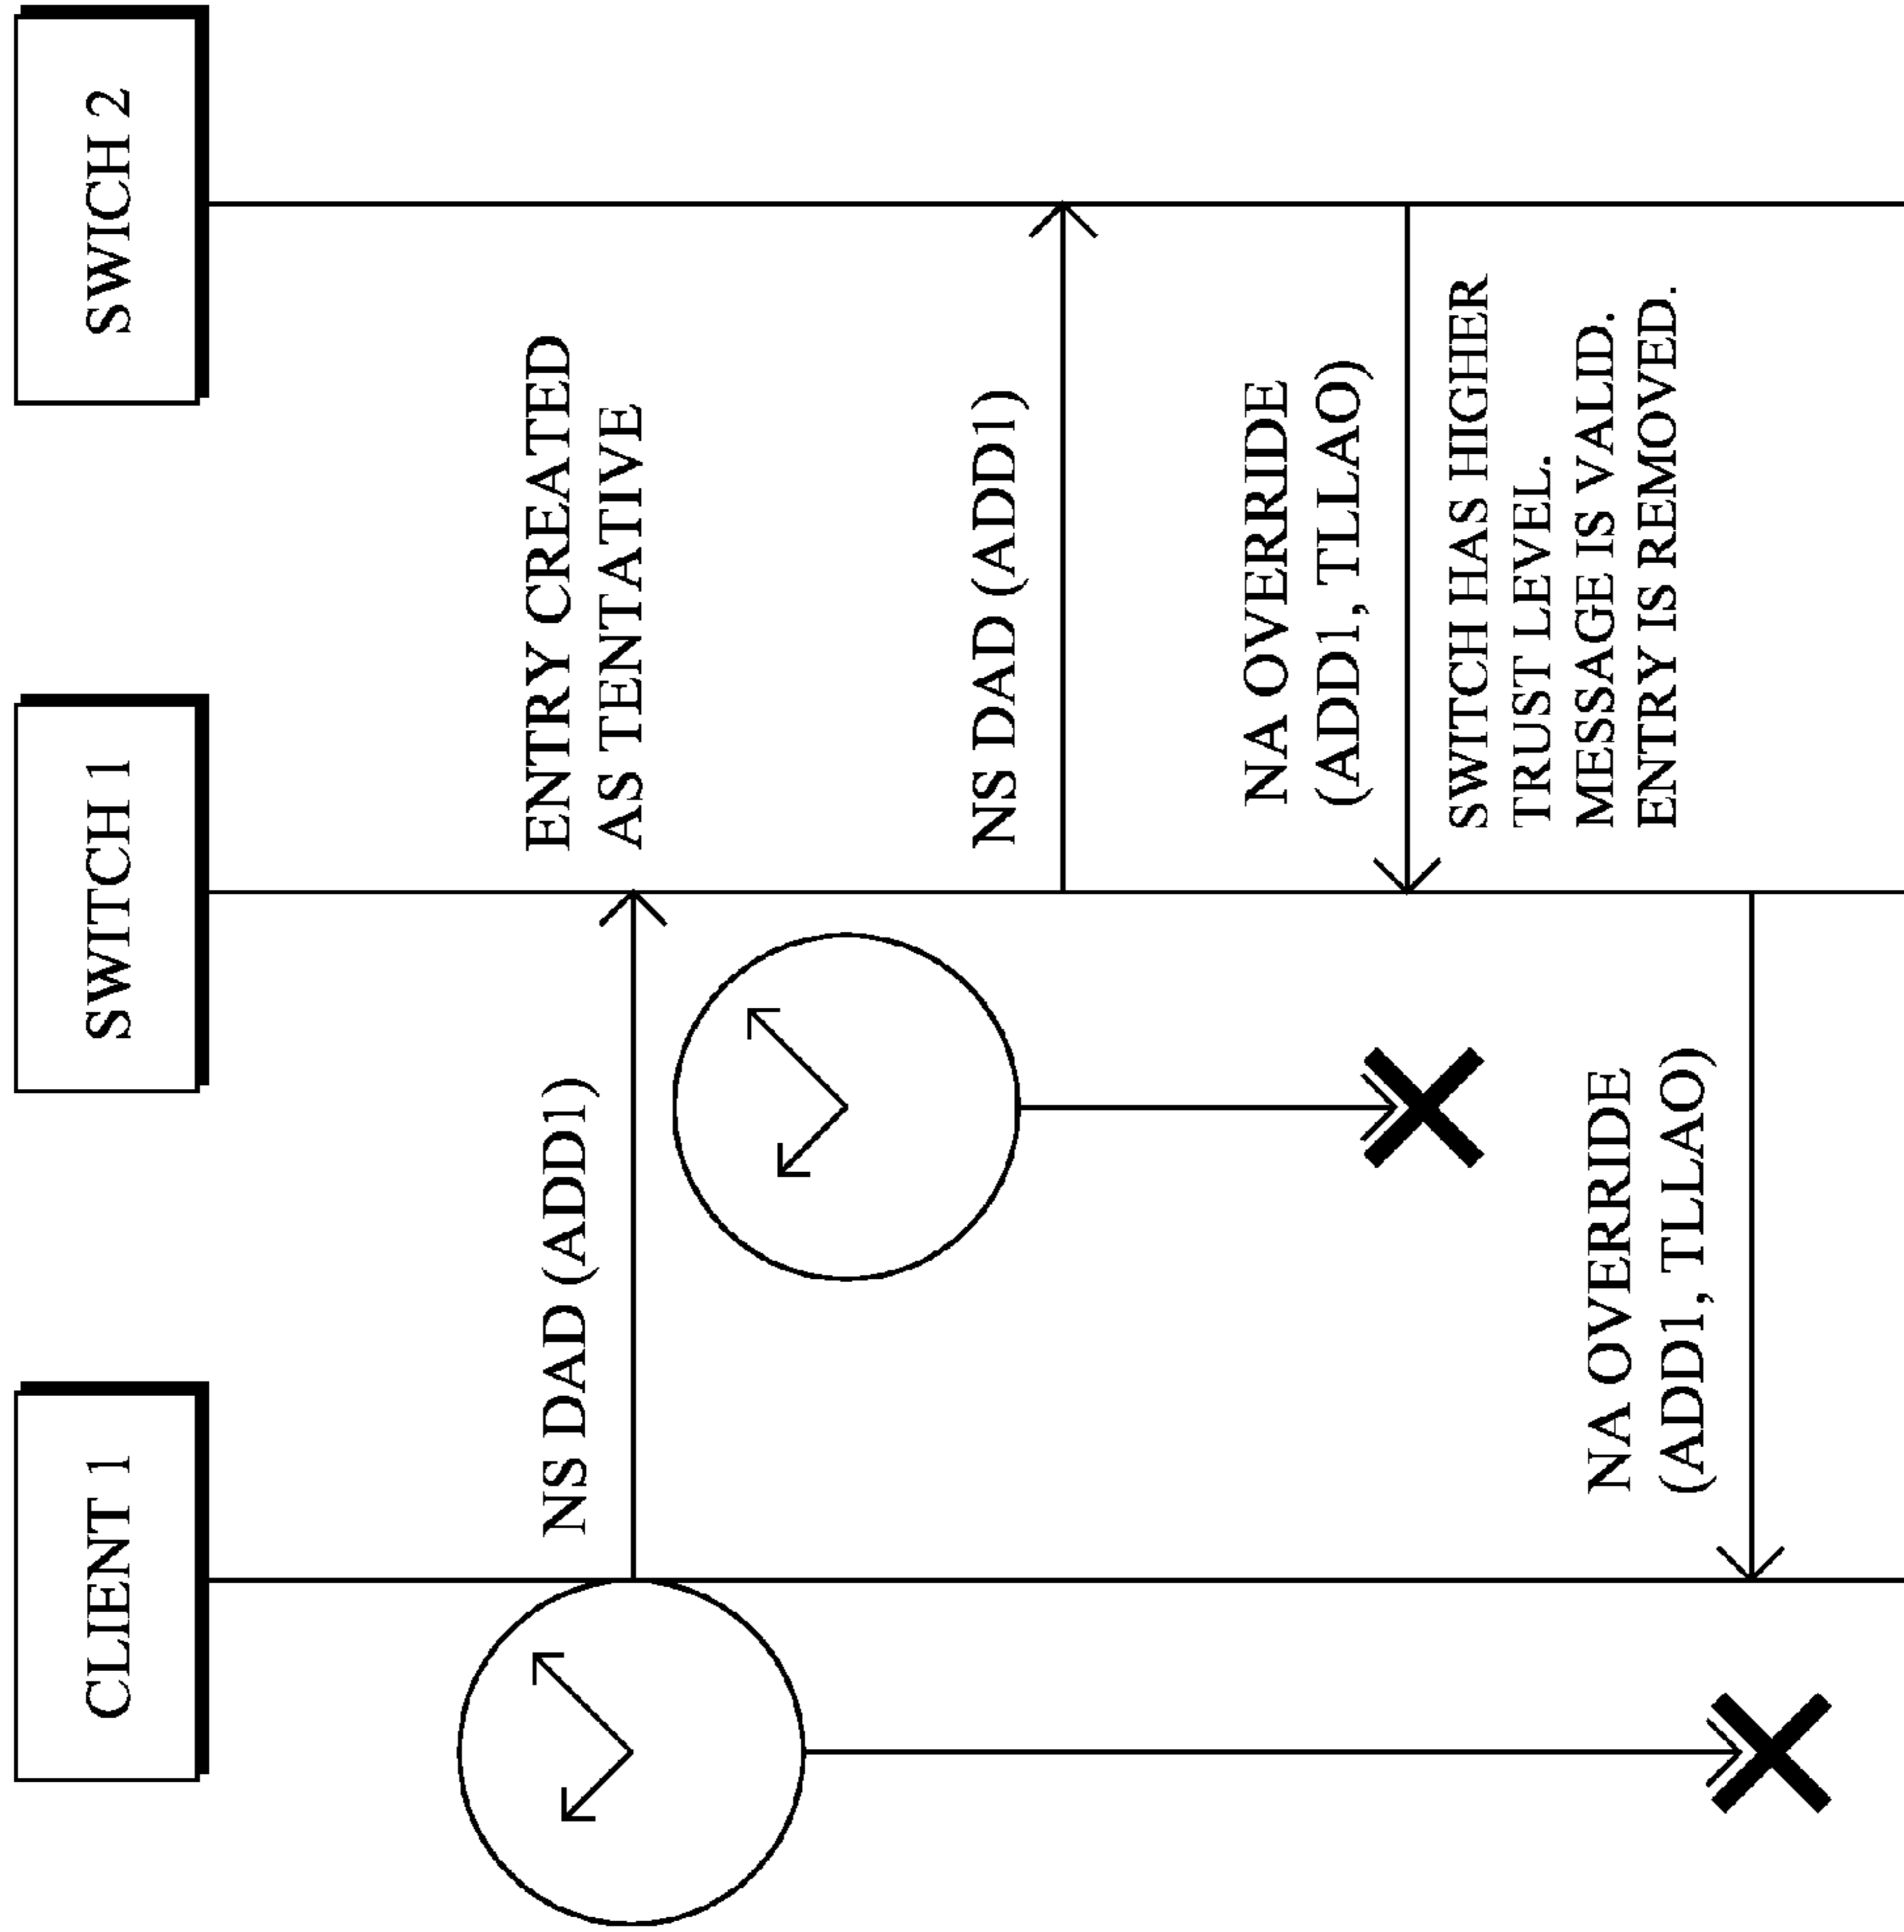 CLIENT 1
SWITCH 1
SWICH 2
NS DAD (ADD1)
ENTRY CREATED
AS TENTATIVE
NS DAD (ADD1)
NA OVERRIDE
(ADD1, TLLAO)
SWITCH HAS HIGHER
TRUST LEVEL.
MESSAGE IS VALID.
ENTRY IS REMOVED.
NA OVERRIDE
(ADD1, TLLAO)